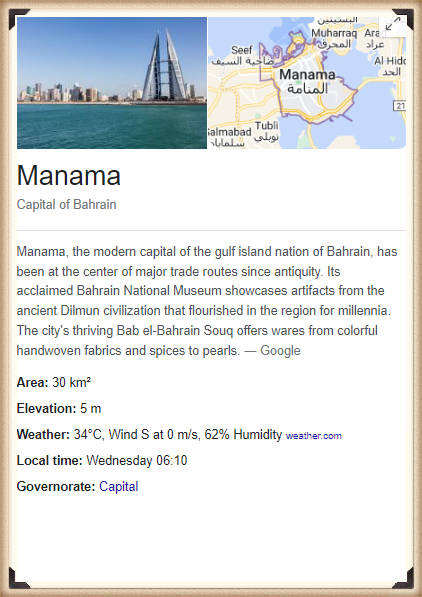 البسيتين
Muharraq
المحرق
عراد
Seef
ضاحية السيف
Al Hidd
الحد
Manama
المنامة
21
Salmabad
سلماباد
Tubli
توبلي
Manama
Capital of Bahrain
Manama, the modern capital of the gulf island nation of Bahrain, has
been at the center of major trade routes since antiquity. Its
acclaimed Bahrain National Museum showcases artifacts from the
ancient Dilmun civilization that flourished in the region for millennia.
The city's thriving Bab el-Bahrain Souq offers wares from colorful
handwoven fabrics and spices to pearls. — Google
Area: 30 km²
Elevation: 5 m
Weather: 34°C, Wind S at 0 m/s, 62% Humidity weather.com
Local time: Wednesday 06:10
Governorate: Capital